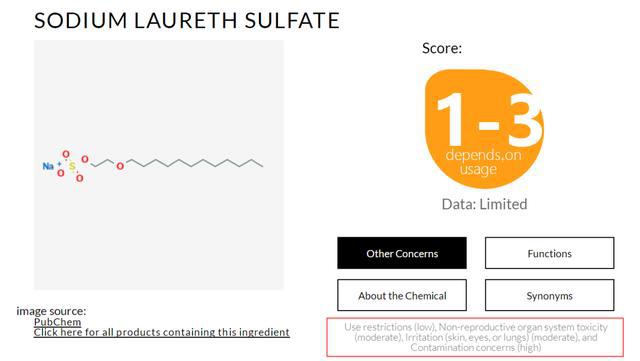 SODIUM LAURETH SULFATE
Score:
1-3
depends,on
usage
Data: Limited
Na + O S O O O O
Other Concerns
Functions
About the Chemical
Synonyms
image source:
PubChem
Click here for all products containing this ingredient
Use restrictions (low), Non-reproductive organ system toxicity
(moderate), Irritation (skin, eyes, or lungs) (moderate), and
Contamination concerns (high)